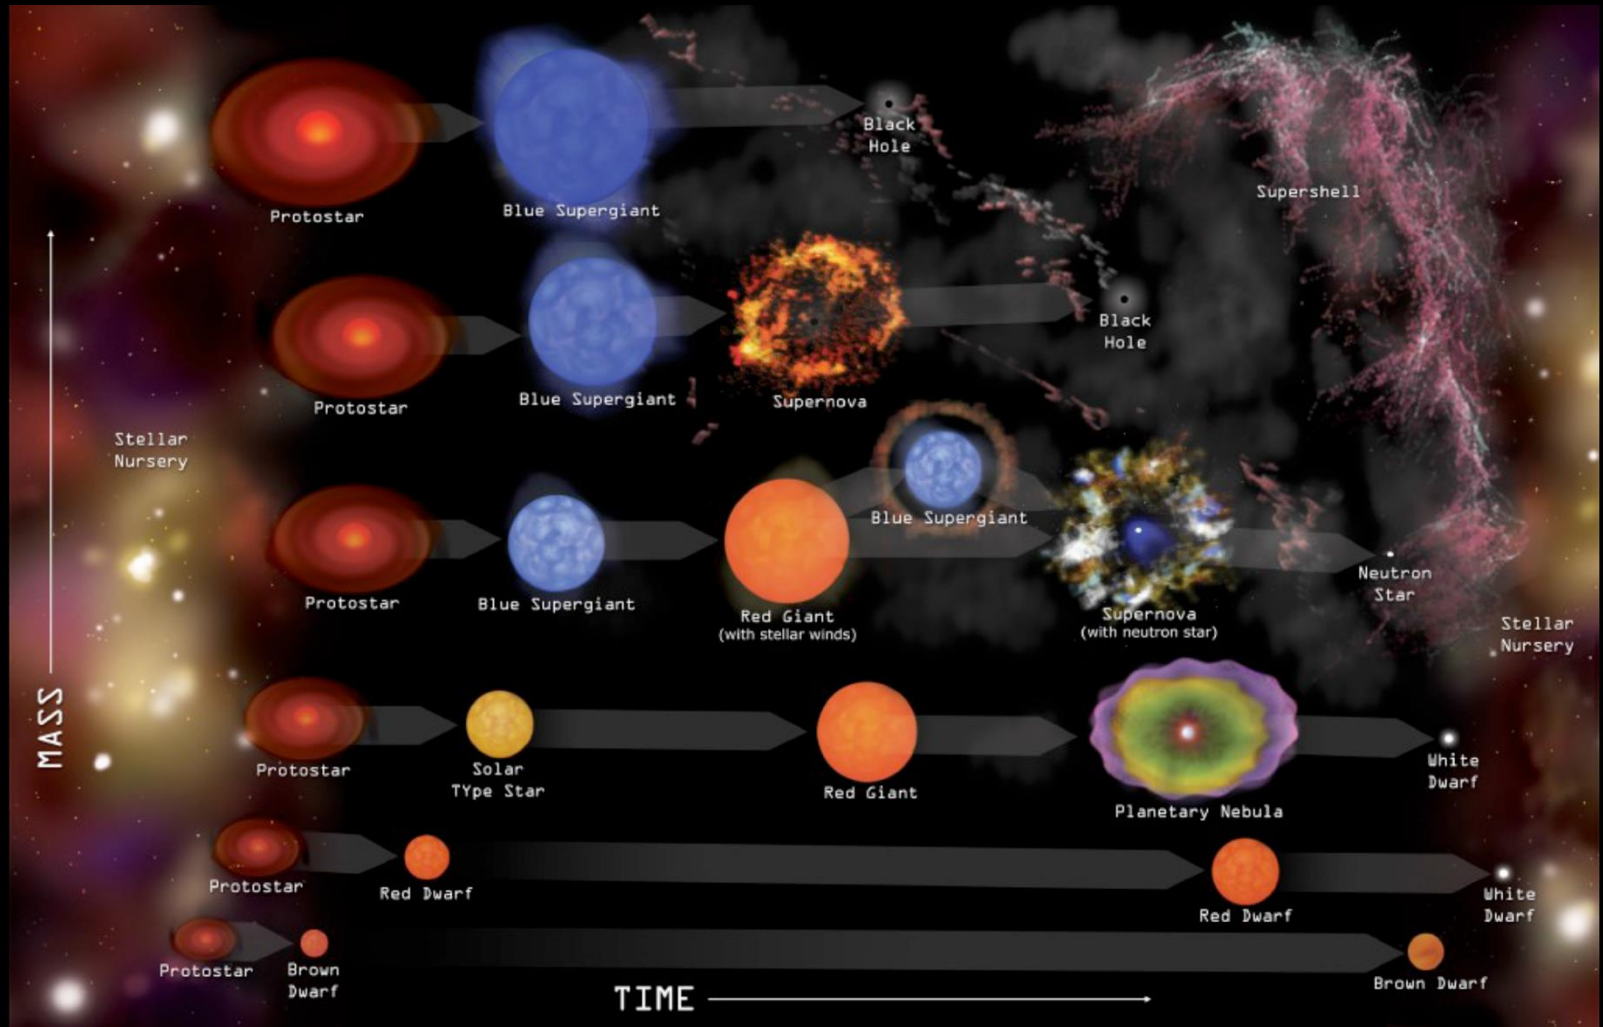 Protostar
Blue Supergiant
Black
Hole
Supershell
Protostar
Blue Supergiant
Supernova
Black
Hole
Stellar
Nursery
Protostar
Blue Supergiant
Red Giant
(with stellar winds)
Blue Supergiant
Supernova
(with neutron star)
Neutron
Star
Stellar
Nursery
MASS
Protostar
Solar
TYpe Star
Red Giant
Planetary Nebula
White
Dwarf
Protostar
Red Dwarf
Red Dwarf
White
Dwarf
Protostar
Brown
Dwarf
Brown Dwarf
TIME